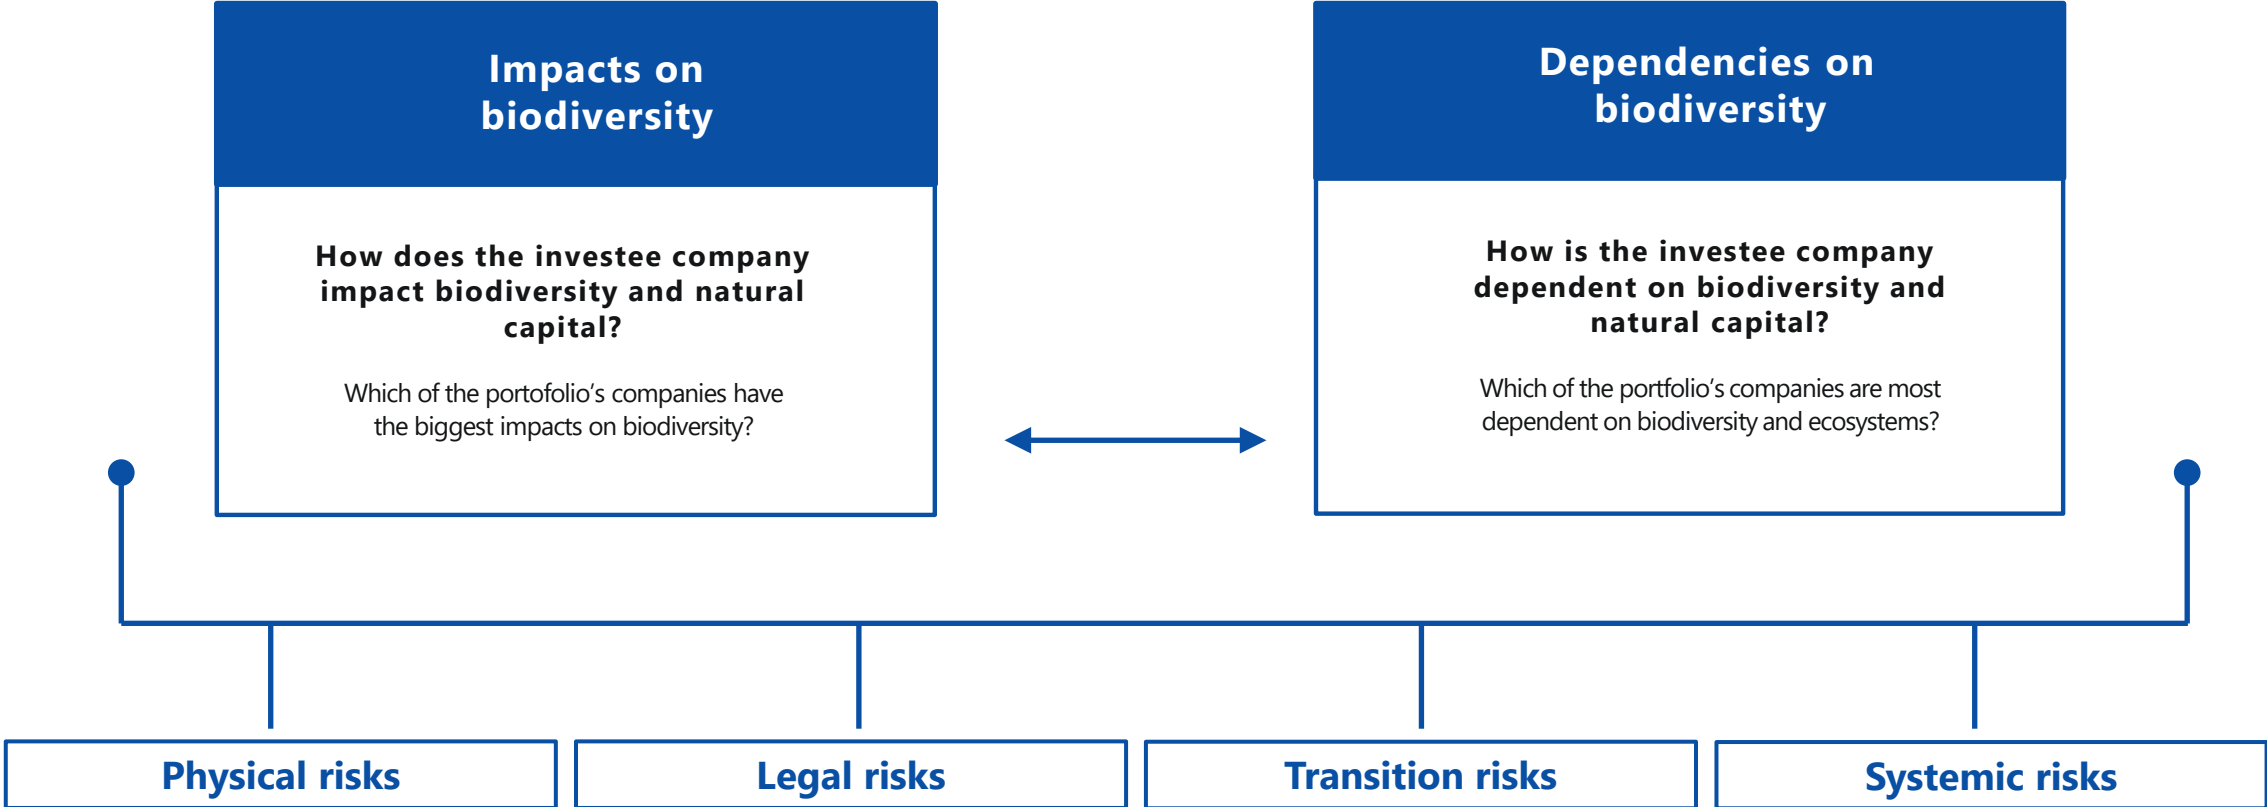 Impacts on
biodiversity
How does the investee company
impact biodiversity and natural
capital?
Which of the portofolio's companies have
the biggest impacts on biodiversity?
Dependencies on
biodiversity
How is the investee company
dependent on biodiversity and
natural capital?
Which of the portfolio's companies are most
dependent on biodiversity and ecosystems?
Physical risks
Legal risks
Transition risks
Systemic risks